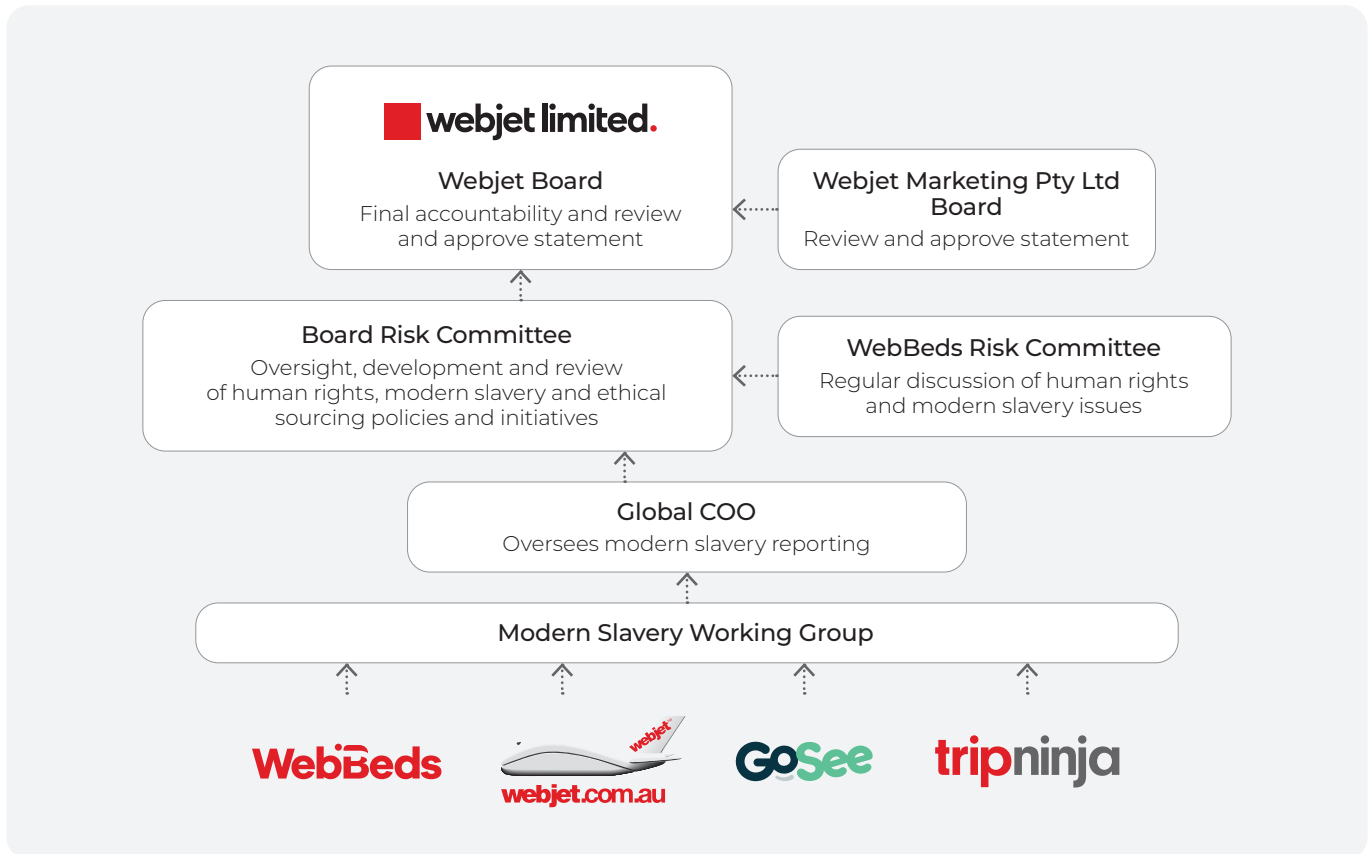 webjet limited.
Webjet Board
Final accountability and review
and approve statement
Webjet Marketing Pty Ltd
Board
Review and approve statement
Board Risk Committee
Oversight, development and review
of human rights, modern slavery and ethical
sourcing policies and initiatives
WebBeds Risk Committee
Regular discussion of human rights
and modern slavery issues
Global COO
Oversees modern slavery reporting
Modern Slavery Working Group
WebBeds
webjet
webjet.com.au
GoSee
tripninja